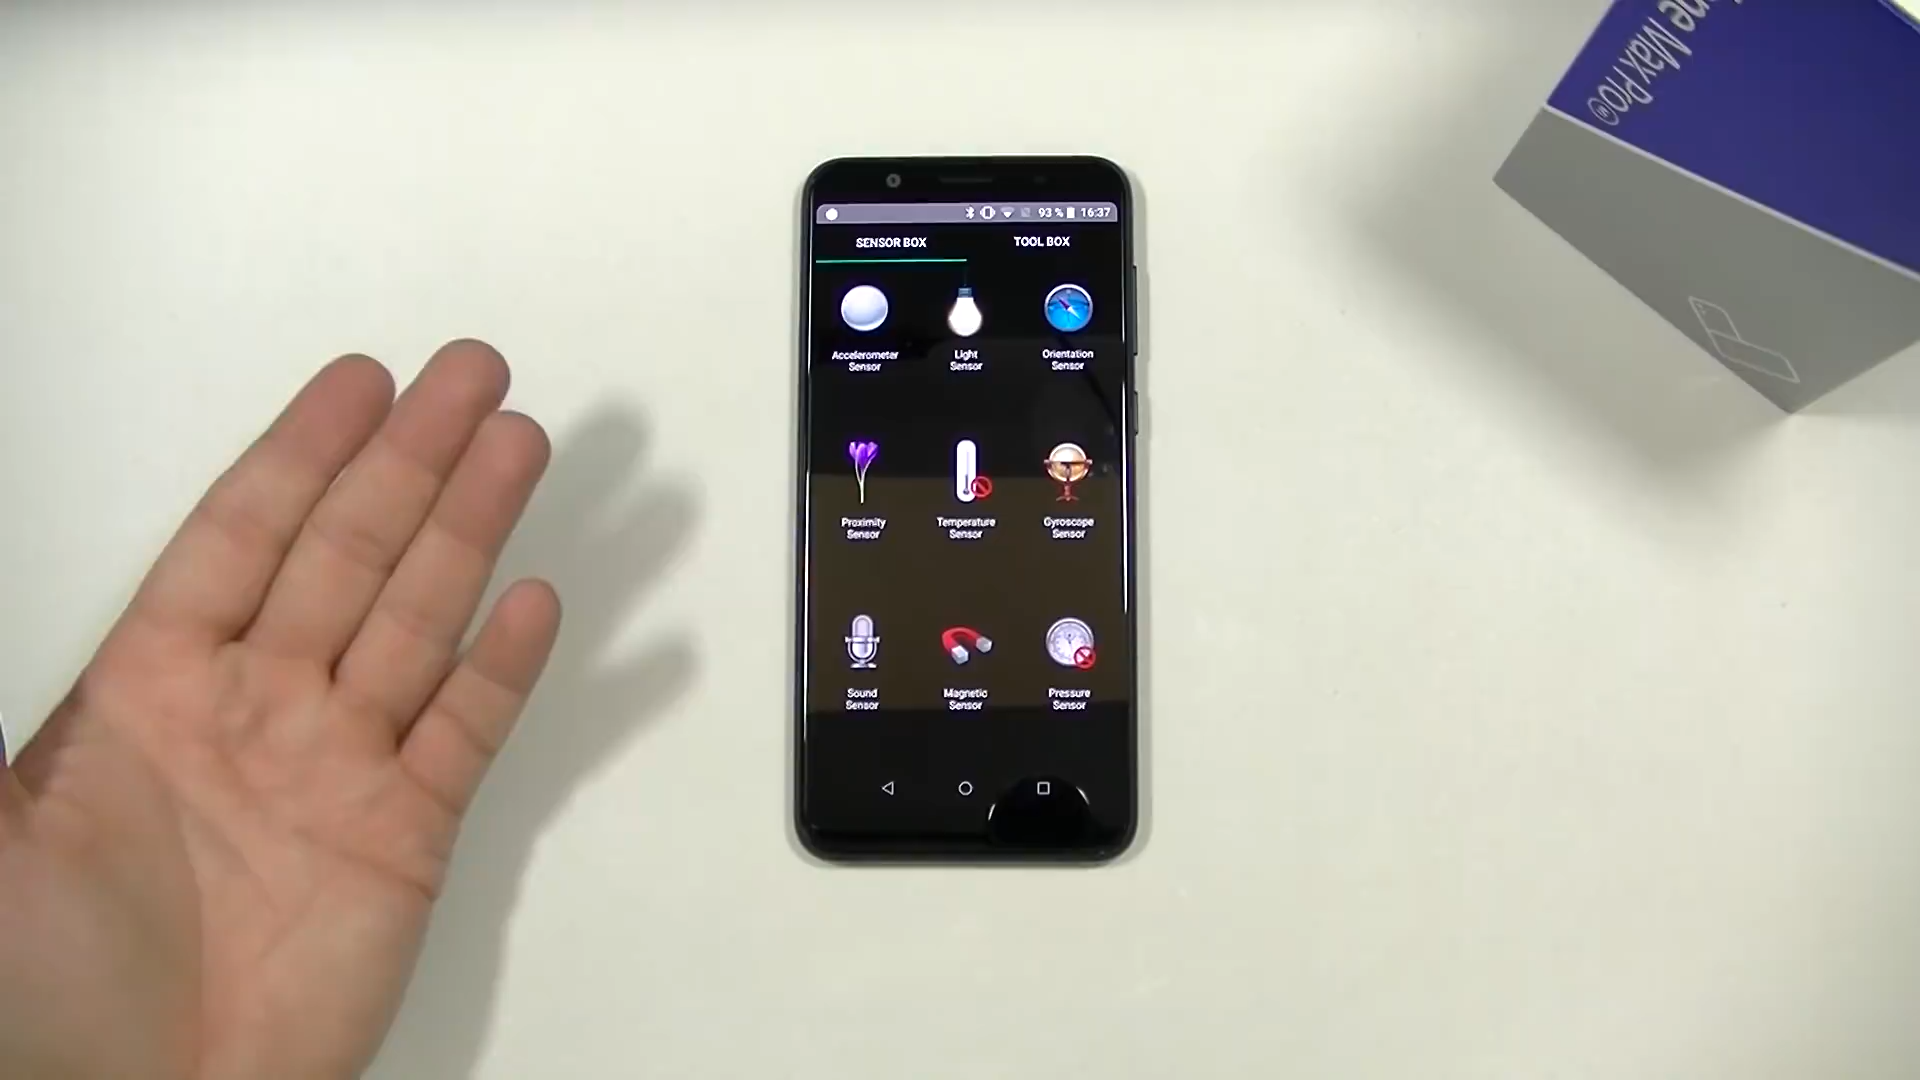 Max Pro
93 % 16:37
SENSOR BOX TOOL BOX
Accelerometer
Sensor
Light
Sensor
Orientation
Sensor
Proximity
Sensor
Temperature
Sensor
Gyroscope
Sensor
Sound
Sensor
Magnetic
Sensor
Pressure
Sensor